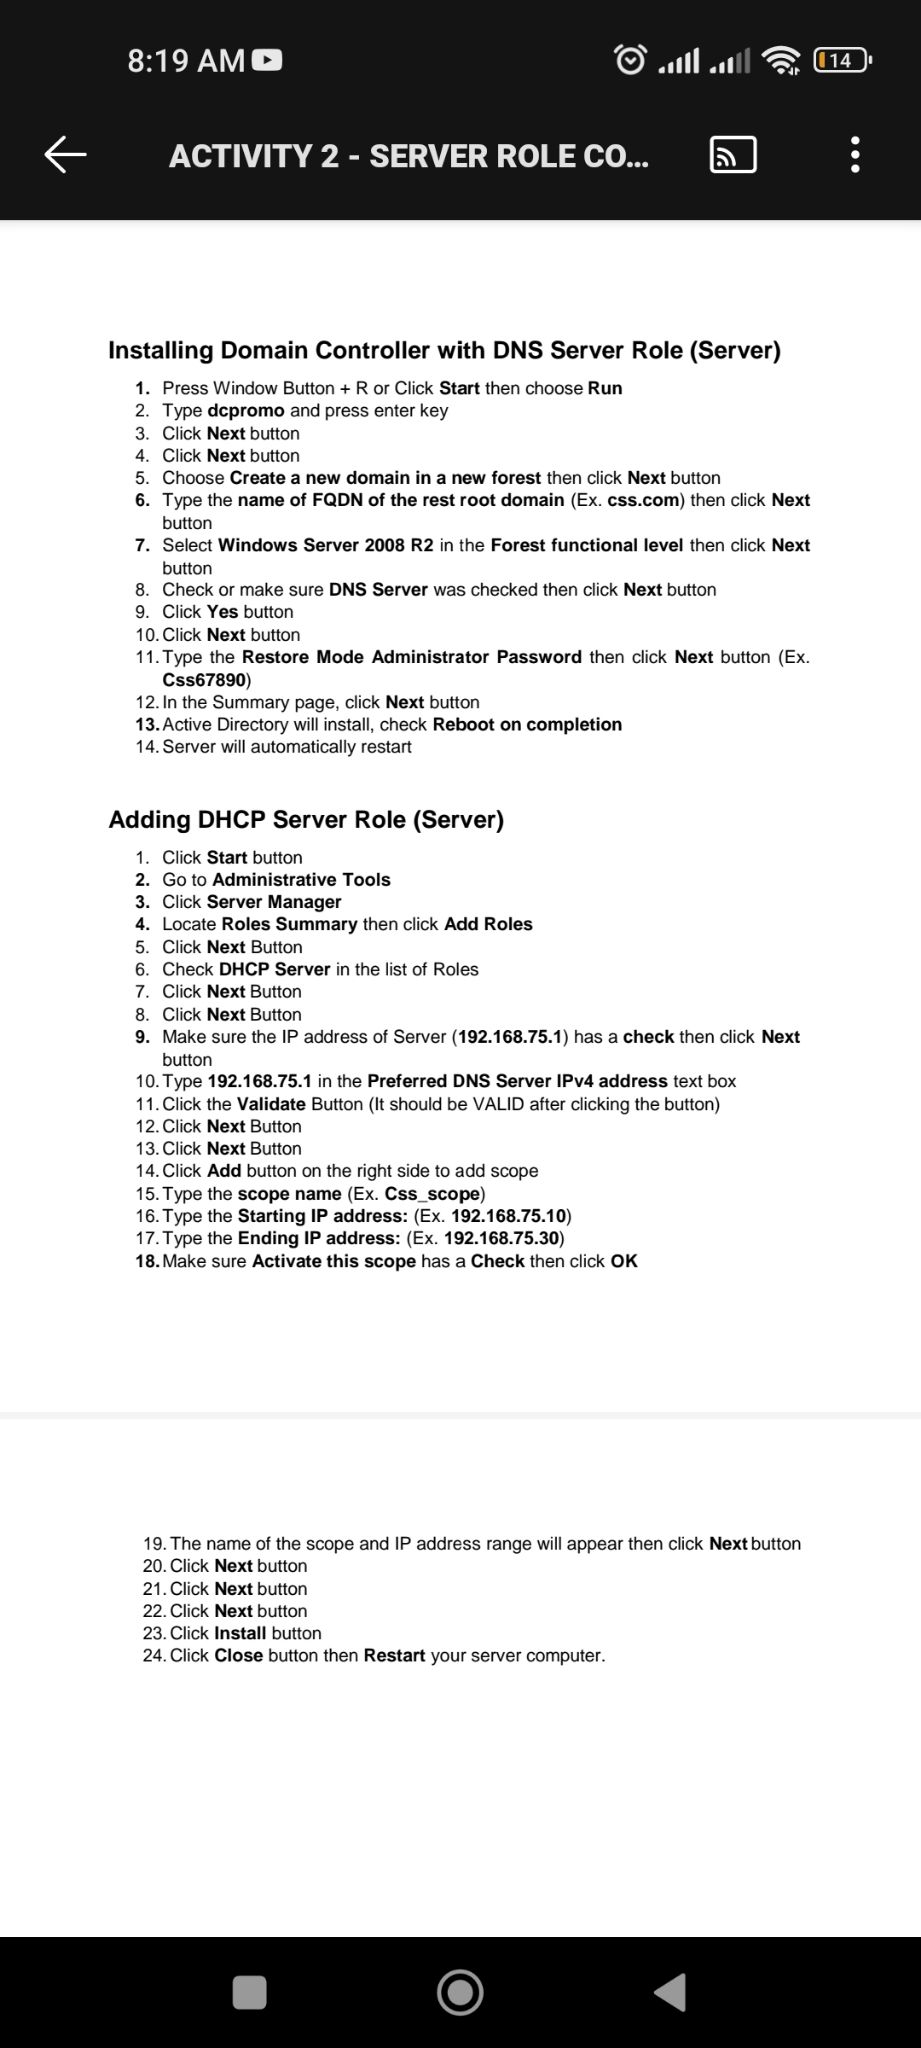 8:19 AM
14
ACTIVITY 2 - SERVER ROLE CO...
Installing Domain Controller with DNS Server Role (Server)
1. Press Window Button + R or Click Start then choose Run
2. Type dcpromo and press enter key
3. Click Next button
4. Click Next button
5. Choose Create a new domain in a new forest then click Next button
6. Type the name of FQDN of the rest root domain (Ex. css.com) then click Next
button
7. Select Windows Server 2008 R2 in the Forest functional level then click Next
button
8. Check or make sure DNS Server was checked then click Next button
9. Click Yes button
10. Click Next button
11. Type the Restore Mode Administrator Password then click Next button (Ex.
Css67890)
12. In the Summary page, click Next button
13. Active Directory will install, check Reboot on completion
14. Server will automatically restart
Adding DHCP Server Role (Server)
1. Click Start button
2. Go to Administrative Tools
3. Click Server Manager
4. Locate Roles Summary then click Add Roles
5. Click Next Button
6. Check DHCP Server in the list of Roles
7. Click Next Button
8. Click Next Button
9. Make sure the IP address of Server (192.168.75.1) has a check then click Next
button
10. Type 192.168.75.1 in the Preferred DNS Server IPv4 address text box
11. Click the Validate Button (It should be VALID after clicking the button)
12. Click Next Button
13. Click Next Button
14. Click Add button on the right side to add scope
15. Type the scope name (Ex. Css_scope)
16. Type the Starting IP address: (Ex. 192.168.75.10)
17. Type the Ending IP address: (Ex. 192.168.75.30)
18. Make sure Activate this scope has a Check then click OK
19. The name of the scope and IP address range will appear then click Next button
20. Click Next button
21. Click Next button
22. Click Next button
23. Click Install button
24. Click Close button then Restart your server computer.